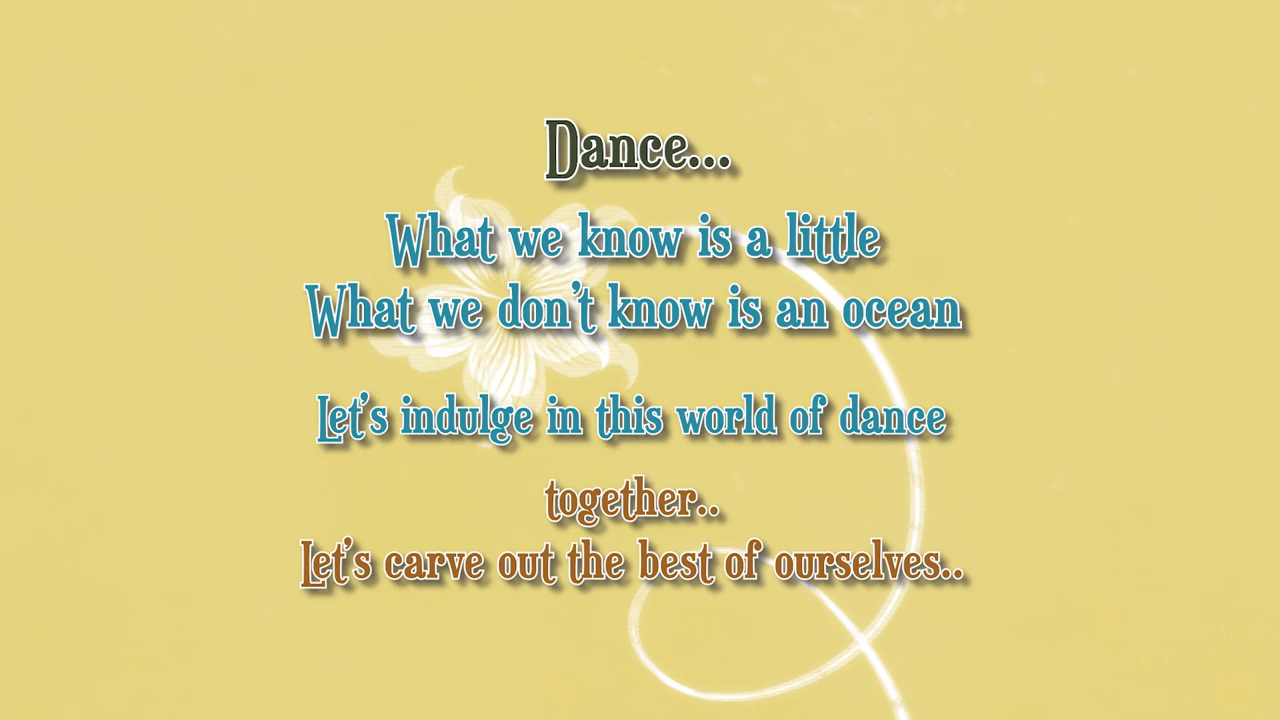 Dance...
What we know is a little
What we don't know is an ocean
Let's indulge in this world of dance
together..
Let's carve out the best of ourselves..